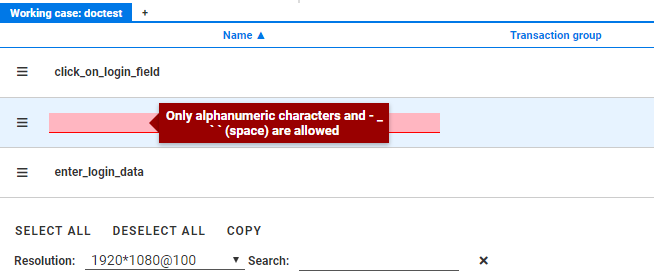 Working case: doctest +
Name ▲ Transaction group
click_on_login_field
Only alphanumeric characters and - _
` ` (space) are allowed
enter_login_data
SELECT ALL DESELECT ALL COPY
Resolution: 1920*1080@100 ▼ Search: ×